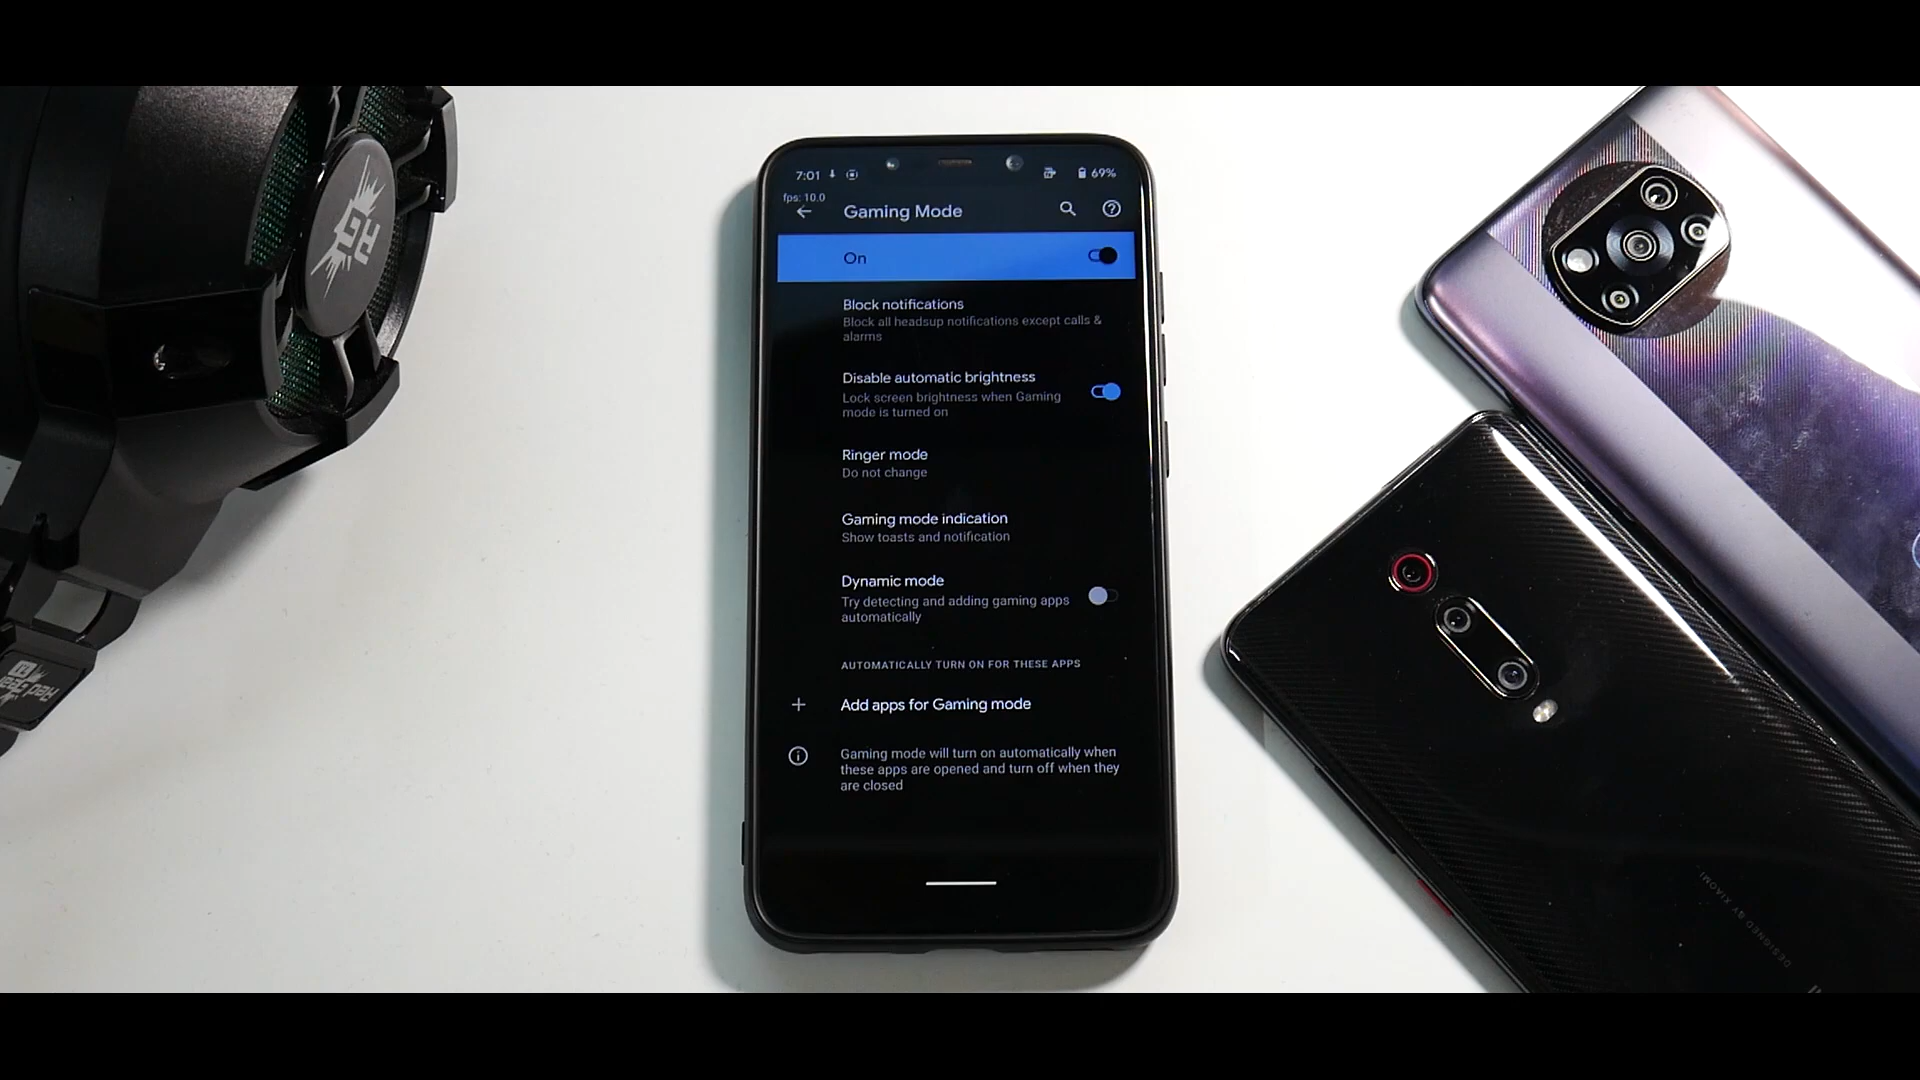 7:01
69%
fps: 10.0
Gaming Mode
On
Block notifications
Block all headsup notifications except calls &
alarms
Disable automatic brightness
Lock screen brightness when Gaming
mode is turned on
Ringer mode
Do not change
Gaming mode indication
Show toasts and notification
Dynamic mode
Try detecting and adding gaming apps
automatically
AUTOMATICALLY TURN ON FOR THESE APPS
+ Add apps for Gaming mode
Gaming mode will turn on automatically when
these apps are opened and turn off when they
are closed
DESIGNED BY XIAOMI